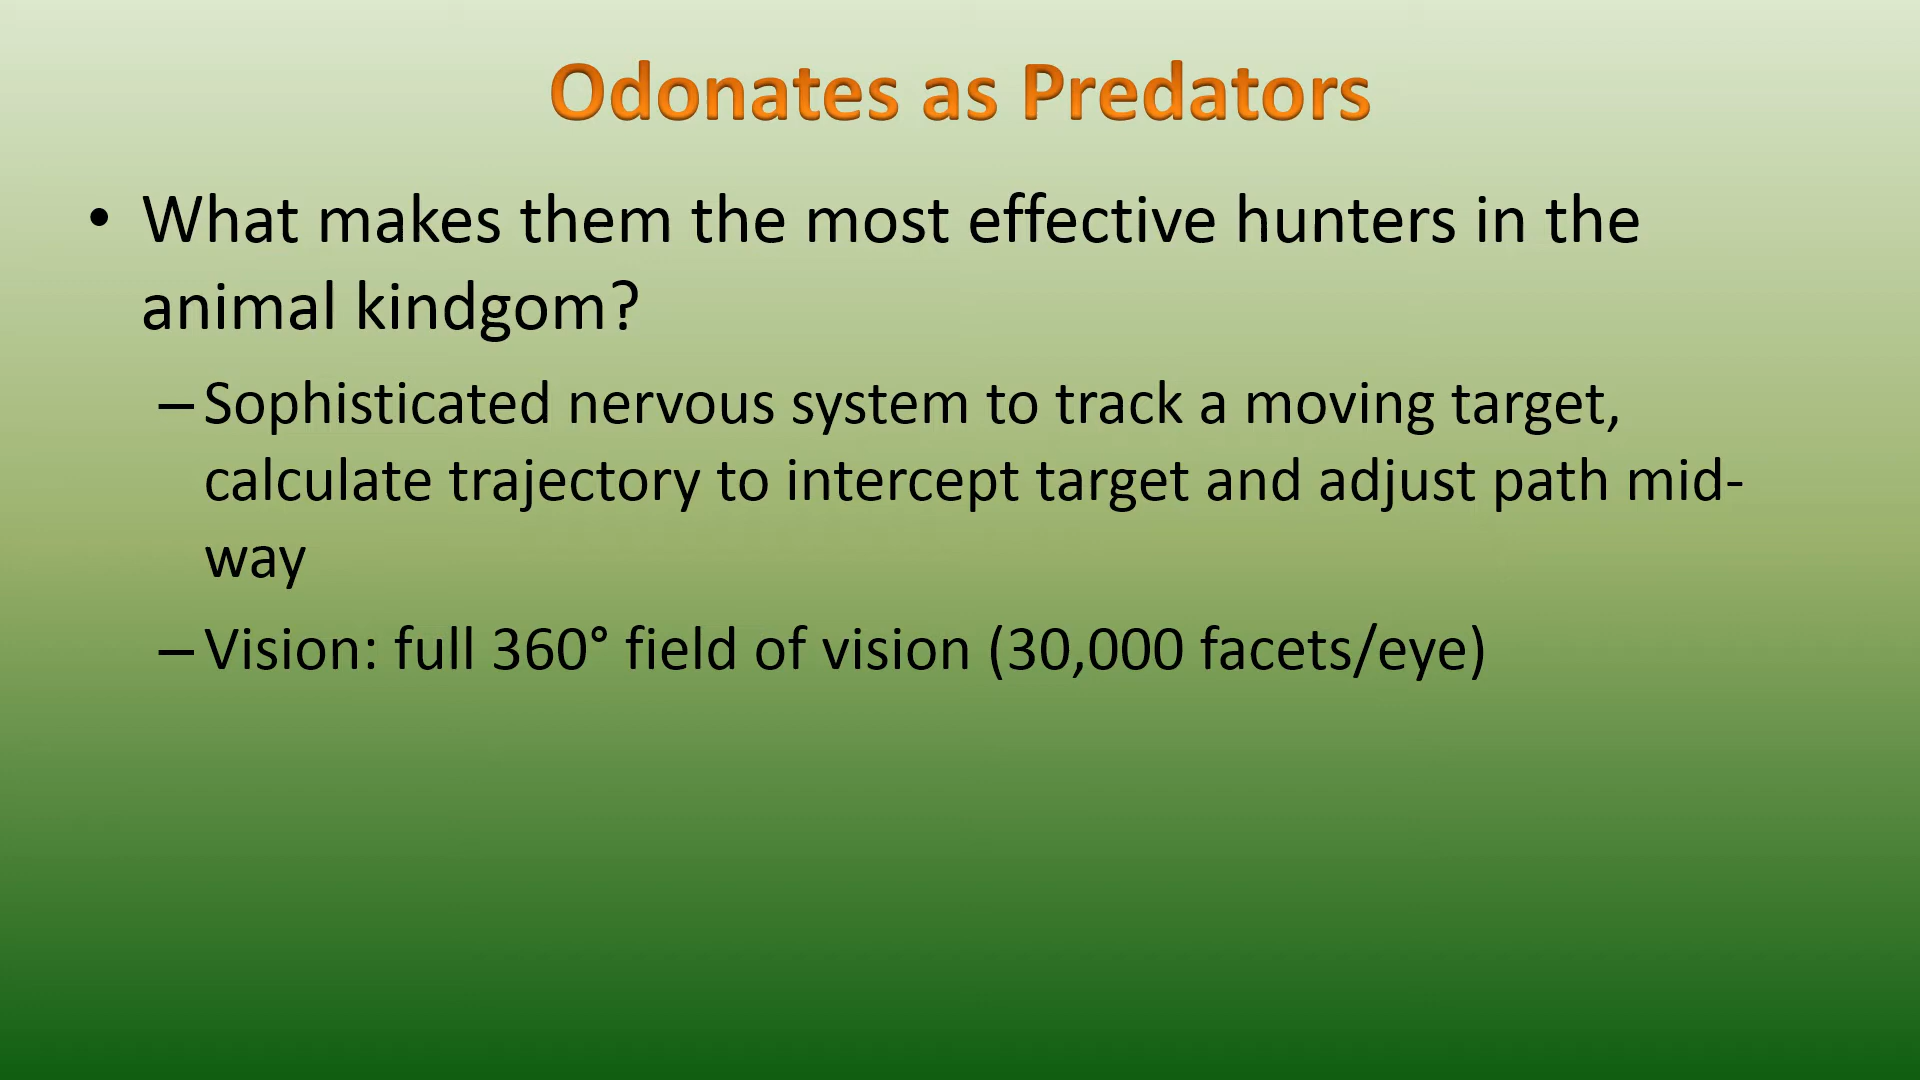 Odonates as Predators
• What makes them the most effective hunters in the
animal kindgom?
– Sophisticated nervous system to track a moving target,
calculate trajectory to intercept target and adjust path mid-
way
– Vision: full 360° field of vision (30,000 facets/eye)